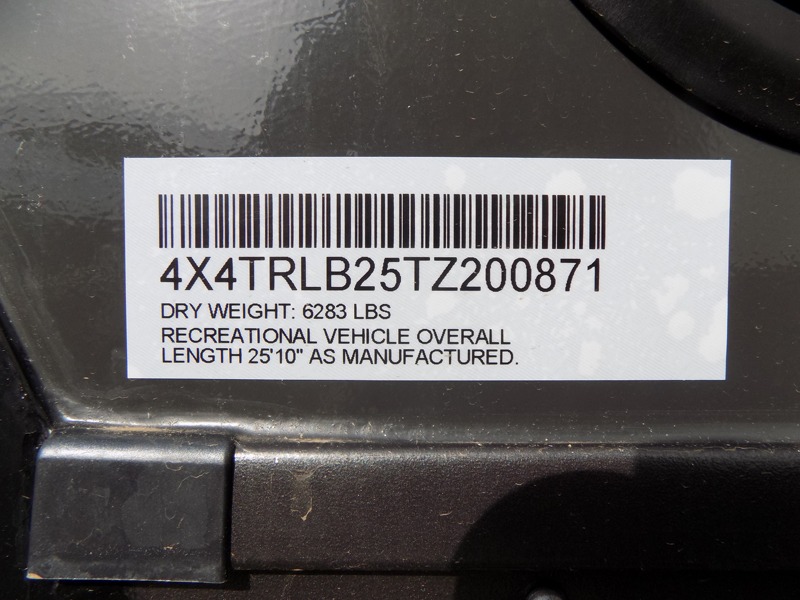 4X4TRLB25TZ200871
DRY WEIGHT: 6283 LBS
RECREATIONAL VEHICLE OVERALL
LENGTH 25'10" AS MANUFACTURED.